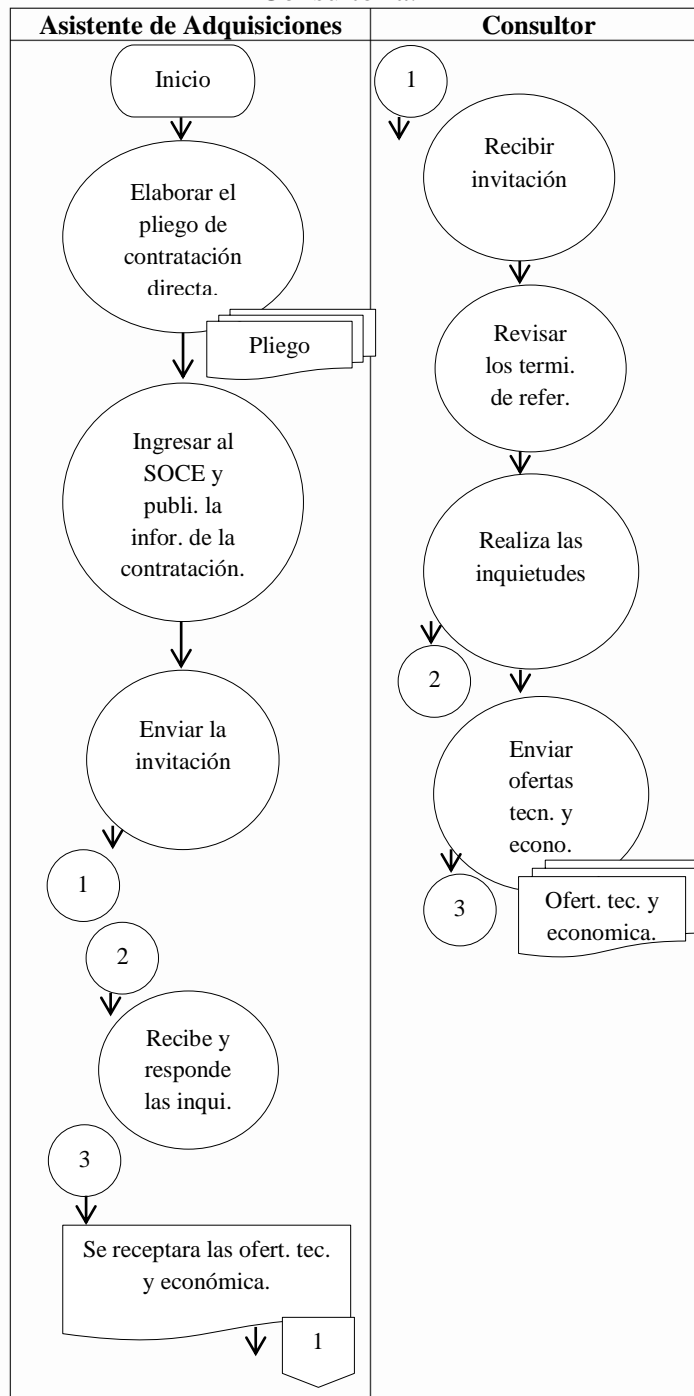 Asistente de Adquisiciones
Inicio
Elaborar el
pliego de
contratación
directa.
Pliego
Ingresar al
SOCE y
publi. la
infor. de la
contratación.
Enviar la
invitación
1
2
Recibe y
responde
las inqui.
3
Se receptara las ofert. tec.
y económica.
1
Consultor
1
Recibir
invitación
Revisar
los termi.
de refer.
Realiza las
inquietudes
2
Enviar
ofertas
tecn. y
econo.
3
Ofert. tec. y
economica.